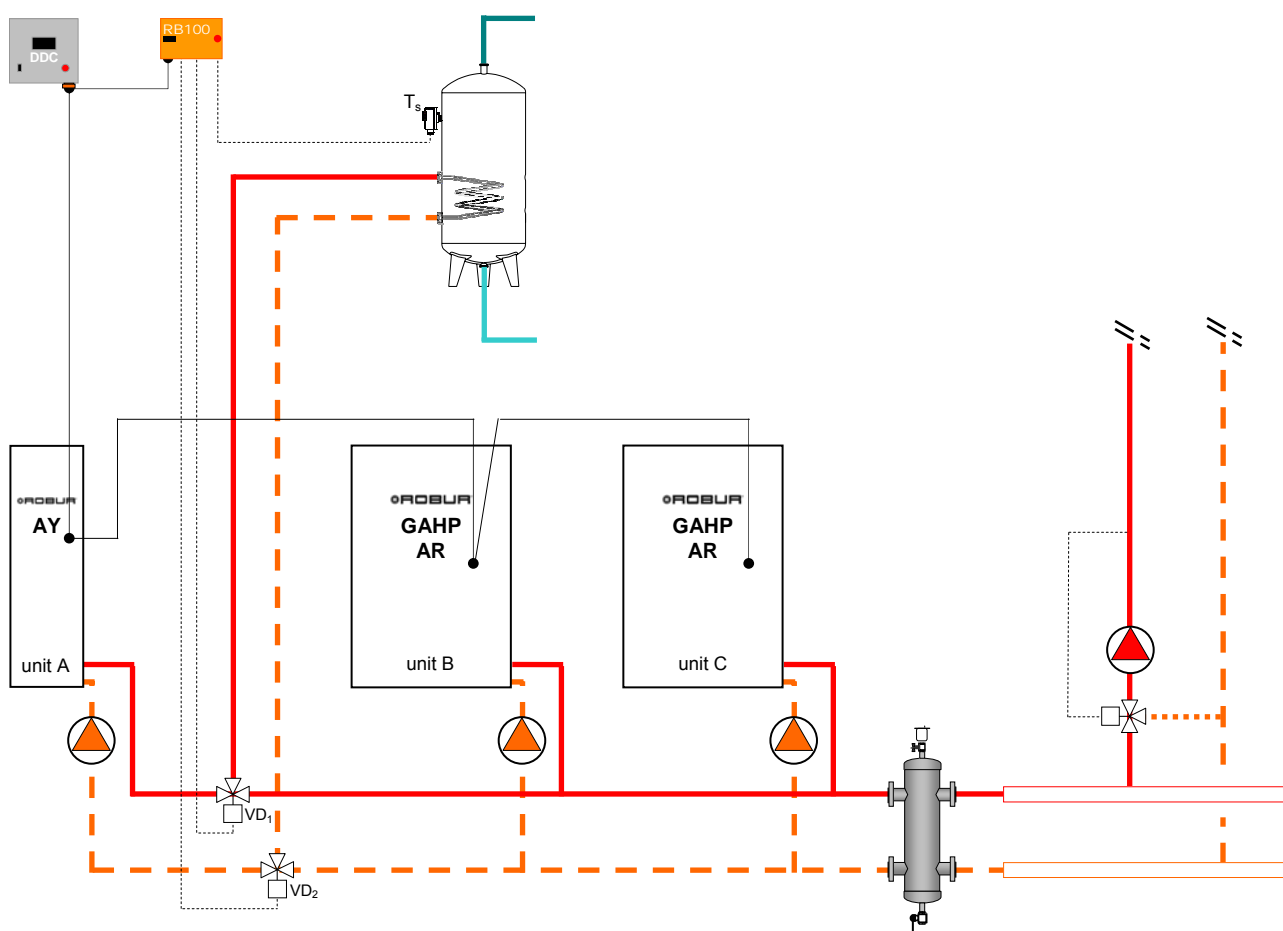 RB100
DDC
Ts
ROBUR
AY
ROBUR
GAHP
AR
ROBUR
GAHP
AR
unit A
unit B
unit C
VD1
VD2